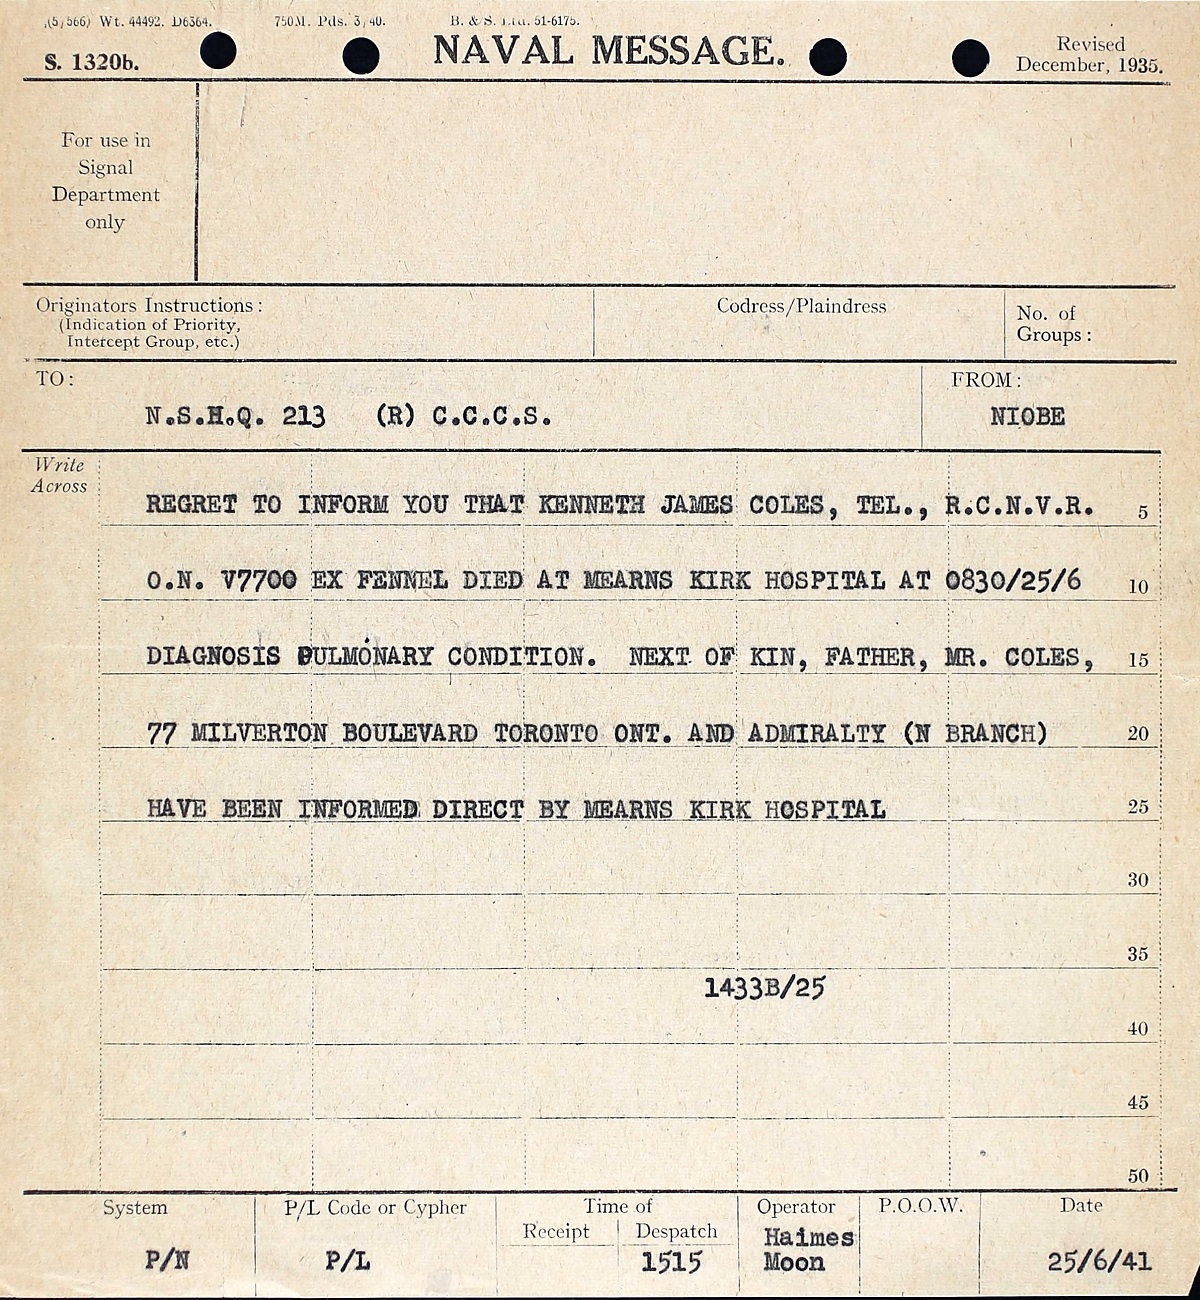 (5/566) Wt. 44492. D6364. 750M. Pds. 3/40. B. & S. Ltd. 51-6175.
S. 1320b. NAVAL MESSAGE. Revised
December, 1935.
For use in
Signal
Department
only
Originators Instructions :
(Indication of Priority,
Intercept Group, etc.)
Codress/Plaindress
No. of
Groups :
TO:
N.S.H.Q. 213 (R) C.C.C.S.
FROM:
NIOBE
Write
Across
REGRET TO INFORM YOU THAT KENNETH JAMES COLES, TEL., R.C.N.V.R. 5
O.N. V7700 EX FENNEL DIED AT MEARNS KIRK HOSPITAL AT 0830/25/6 10
DIAGNOSIS PULMONARY CONDITION. NEXT OF KIN, FATHER, MR. COLES, 15
77 MILVERTON BOULEVARD TORONTO ONT. AND ADMIRALTY (N BRANCH) 20
HAVE BEEN INFORMED DIRECT BY MEARNS KIRK HOSPITAL 25
30
35
1433B/25
40
45
50
System
P/N
P/L Code or Cypher
P/L
Time of
Receipt Despatch
1515
Operator
Haimes
Moon
P.O.O.W.
Date
25/6/41